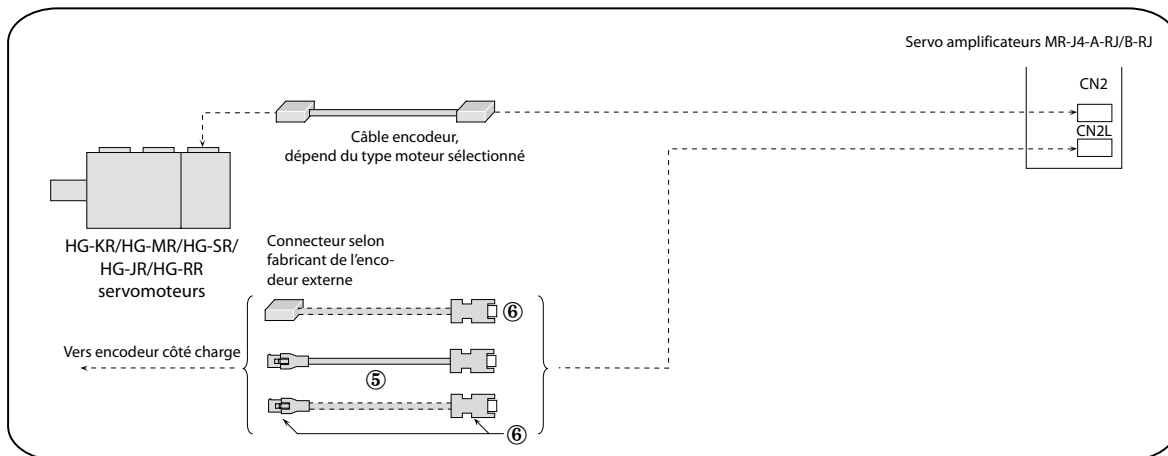 Servo amplificateurs MR-J4-A-RJ/B-RJ
CN2
CN2L
Câble encodeur,
dépend du type moteur sélectionné
HG-KR/HG-MR/HG-SR/
HG-JR/HG-RR
servomoteurs
Connecteur selon
fabricant de l'enco-
deur externe
⑥
Vers encodeur côté charge
⑤
⑥